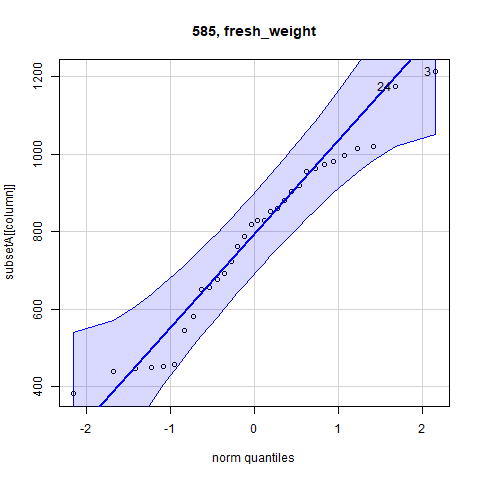 585, fresh_weight
1200
1000
800
600
400
subsetA[[column]]
24
3
-2 -1 0 1 2
norm quantiles